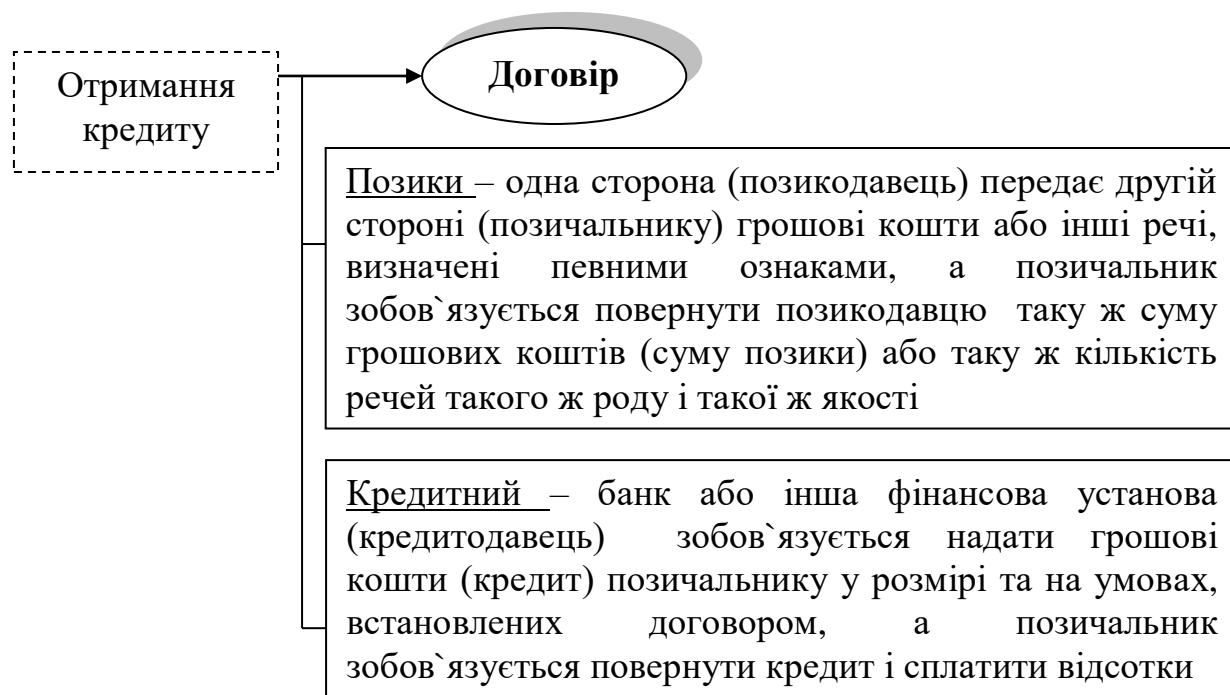 Отримання
кредиту
Договір
Позики – одна сторона (позикодавець) передає другій
стороні (позичальнику) грошові кошти або інші речі,
визначені певними ознаками, а позичальник
зобов`язується повернути позикодавцю таку ж суму
грошових коштів (суму позики) або таку ж кількість
речей такого ж роду і такої ж якості
Кредитний – банк або інша фінансова установа
(кредитодавець) зобов`язується надати грошові
кошти (кредит) позичальнику у розмірі та на умовах,
встановлених договором, а позичальник
зобов`язується повернути кредит і сплатити відсотки